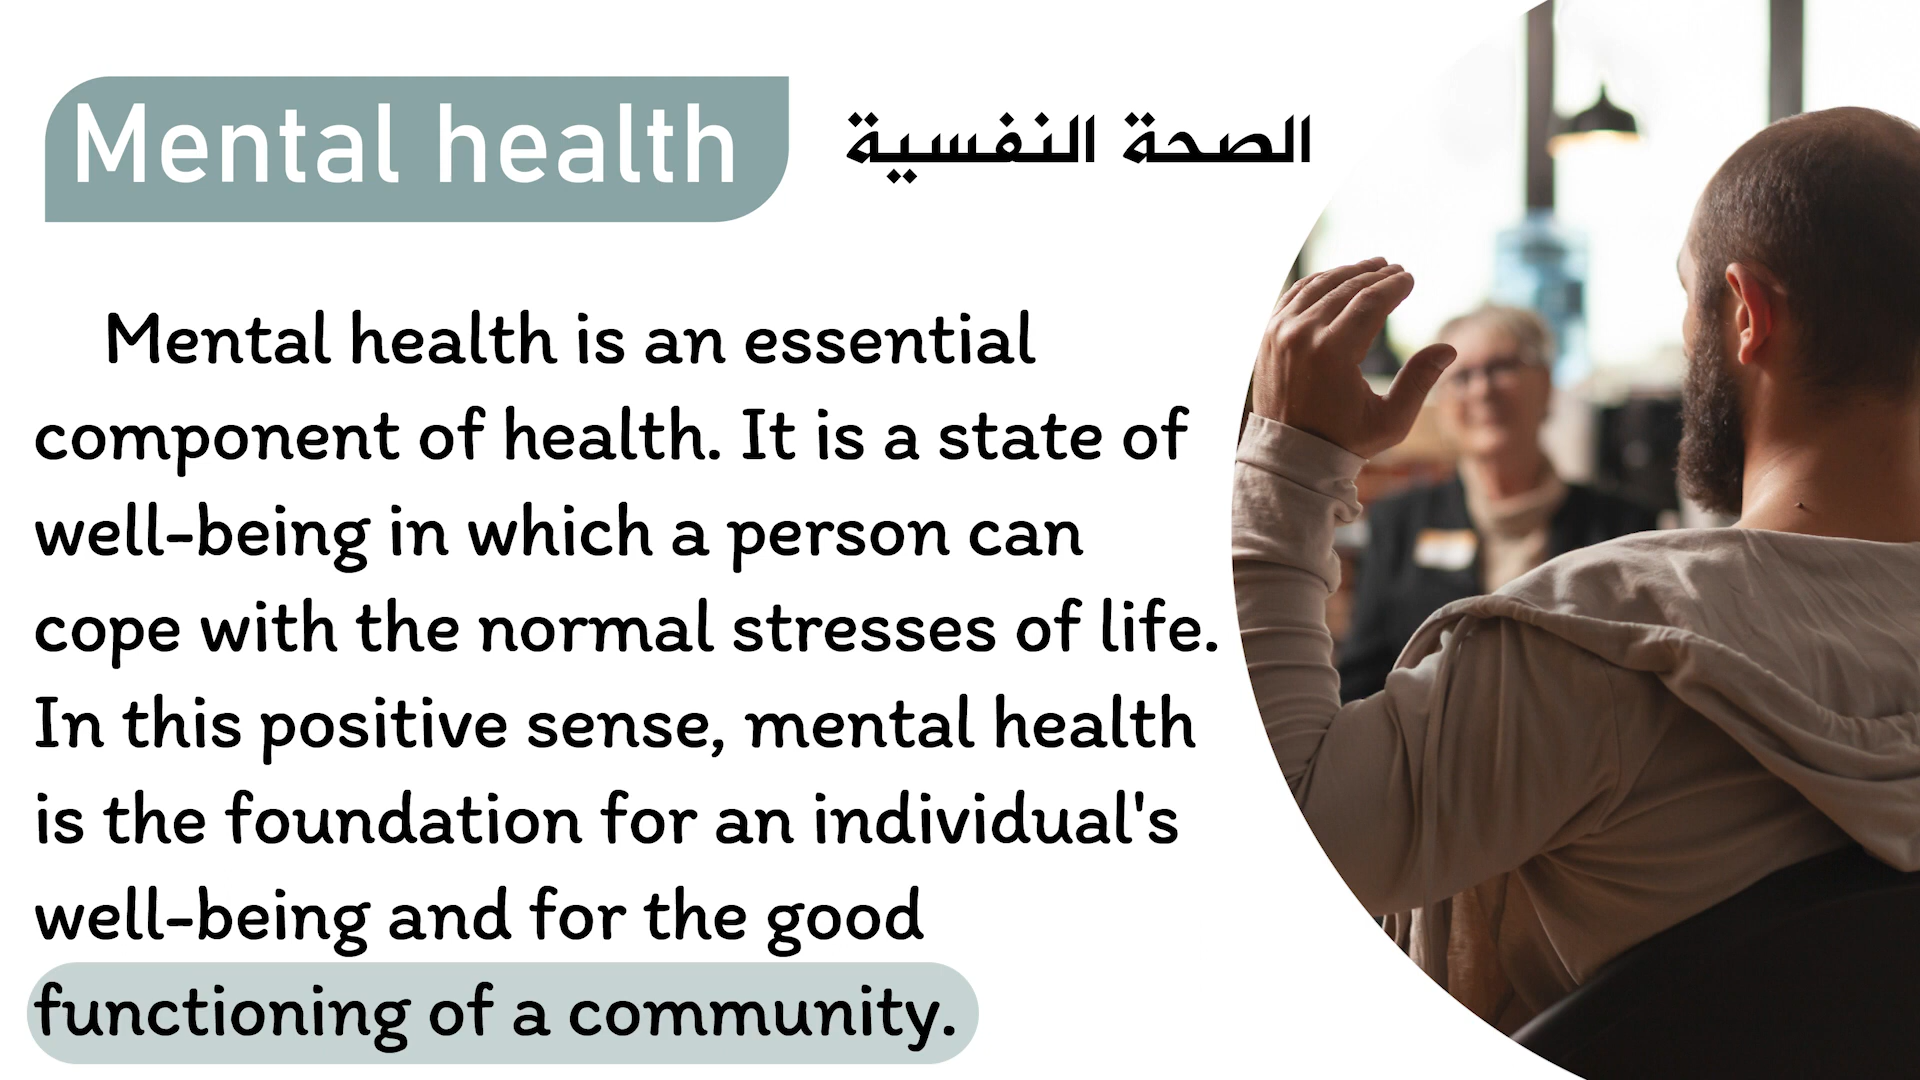 Mental health
الصحة النفسية
Mental health is an essential
component of health. It is a state of
well-being in which a person can
cope with the normal stresses of life.
In this positive sense, mental health
is the foundation for an individual's
well-being and for the good
functioning of a community.